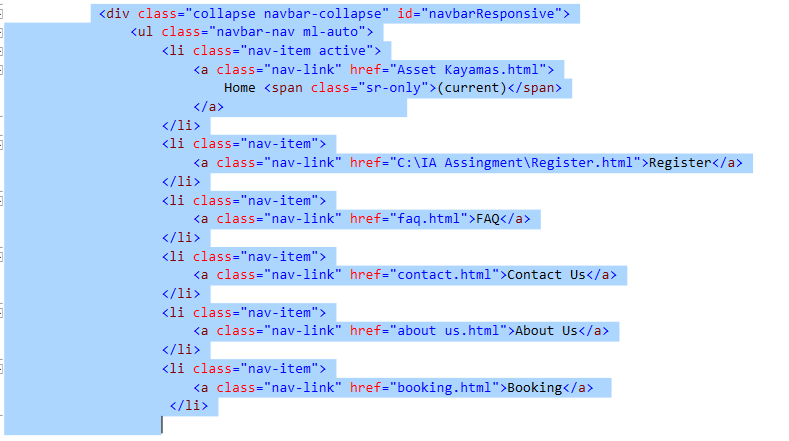 <div class="collapse navbar-collapse" id="navbarResponsive">
<ul class="navbar-nav ml-auto">
<li class="nav-item active">
<a class="nav-link" href="Asset Kayamas.html">
Home <span class="sr-only">(current)</span>
</a>
</li>
<li class="nav-item">
<a class="nav-link" href="C:\IA Assingment\Register.html">Register</a>
</li>
<li class="nav-item">
<a class="nav-link" href="faq.html">FAQ</a>
</li>
<li class="nav-item">
<a class="nav-link" href="contact.html">Contact Us</a>
</li>
<li class="nav-item">
<a class="nav-link" href="about us.html">About Us</a>
</li>
<li class="nav-item">
<a class="nav-link" href="booking.html">Booking</a>
</li>